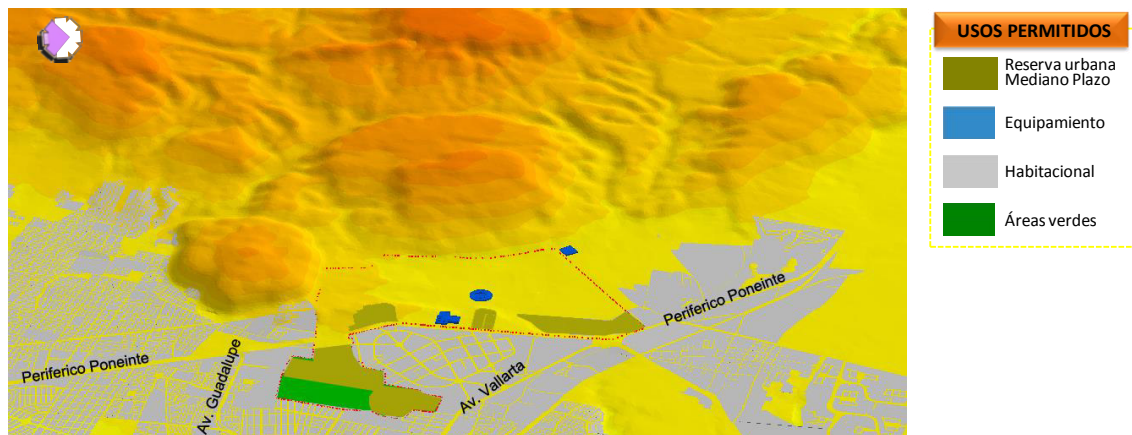 USOS PERMITIDOS
Reserva urbana
Mediano Plazo
Equipamiento
Habitacional
Áreas verdes
Periferico Poneinte
Av. Guadalupe
Av. Vallarta
Periferico Poneinte